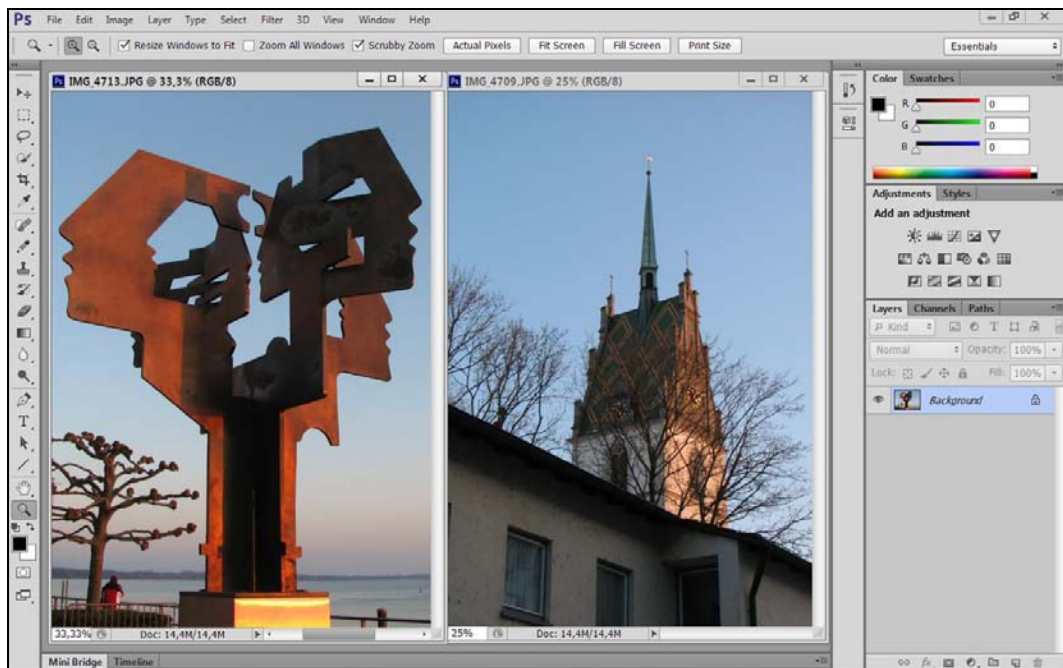 Ps File Edit Image Layer Type Select Filter 3D View Window Help
Resize Windows to Fit Zoom All Windows Scrubby Zoom Actual Pixels Fit Screen Fill Screen Print Size Essentials
Ps IMG_4713.JPG @ 33,3% (RGB/8)
Ps IMG_4709.JPG @ 25% (RGB/8)
Color Swatches
R 0
G 0
B 0
Adjustments Styles
Add an adjustment
Layers Channels Paths
Kind
Normal Opacity: 100%
Lock: Fill: 100%
Background
33,33% Doc: 14,4M/14,4M
25% Doc: 14,4M/14,4M
Mini Bridge Timeline